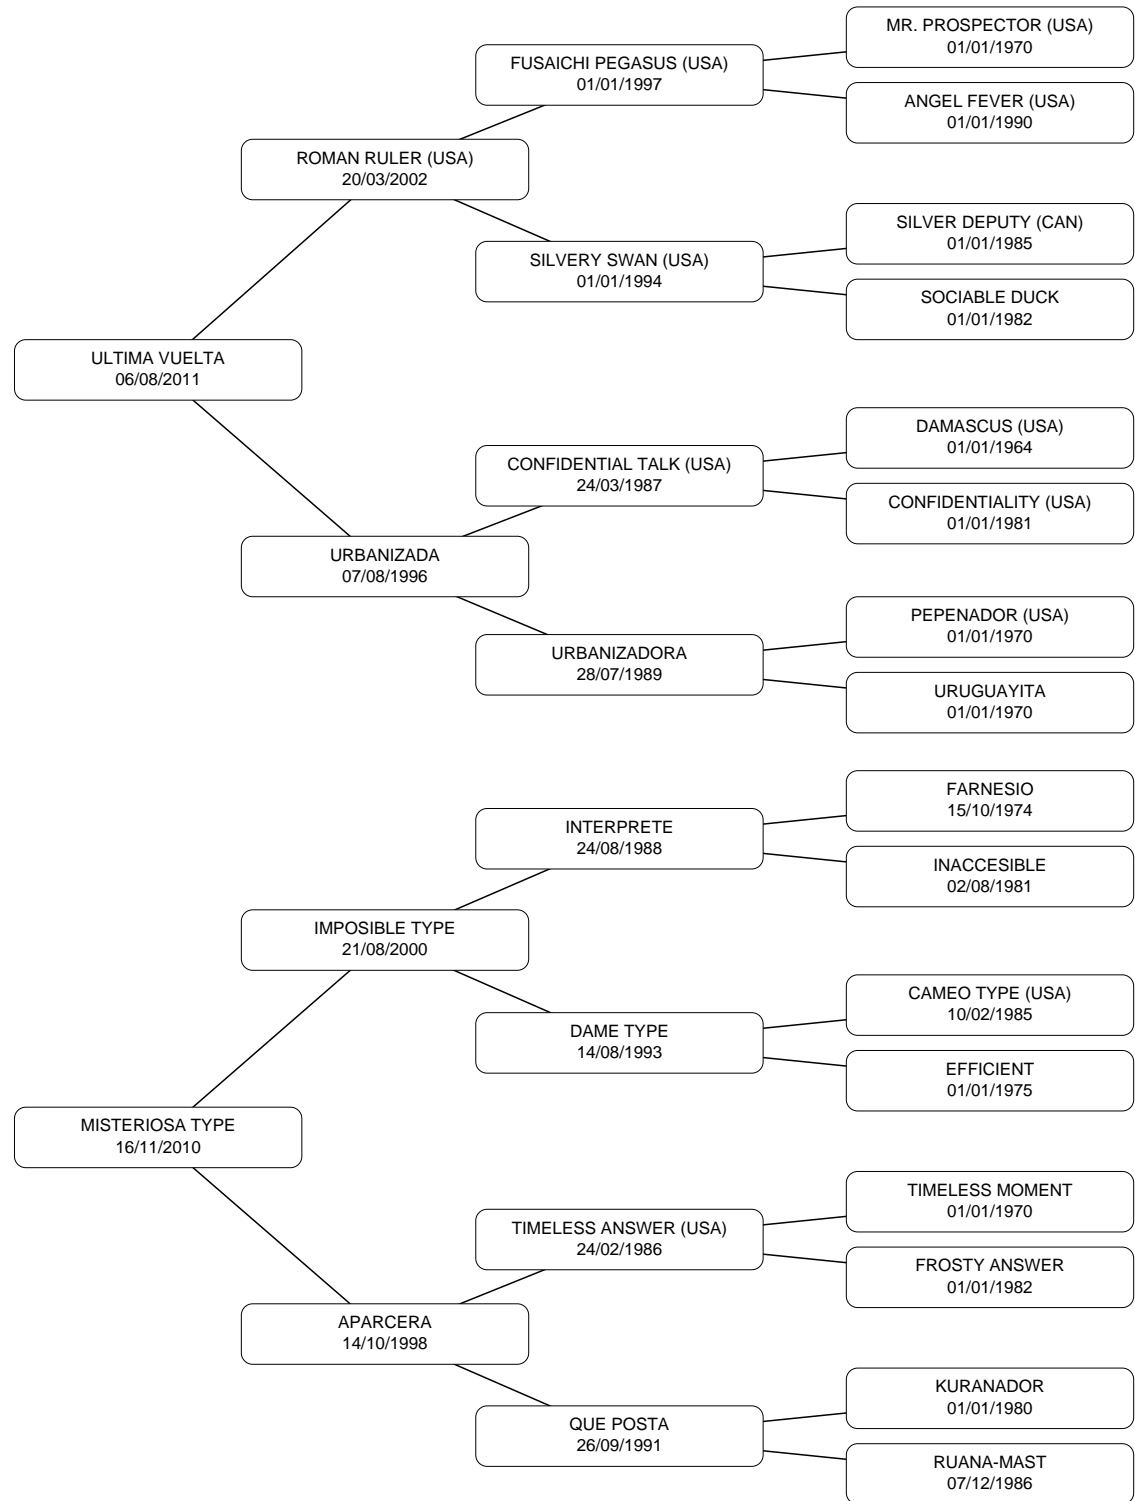 MR. PROSPECTOR (USA)
01/01/1970
FUSAICHI PEGASUS (USA)
01/01/1997
ANGEL FEVER (USA)
01/01/1990
ROMAN RULER (USA)
20/03/2002
SILVER DEPUTY (CAN)
01/01/1985
SILVERY SWAN (USA)
01/01/1994
SOCIABLE DUCK
01/01/1982
ULTIMA VUELTA
06/08/2011
DAMASCUS (USA)
01/01/1964
CONFIDENTIAL TALK (USA)
24/03/1987
CONFIDENTIALITY (USA)
01/01/1981
URBANIZADA
07/08/1996
PEPENADOR (USA)
01/01/1970
URBANIZADORA
28/07/1989
URUGUAYITA
01/01/1970
FARNESIO
15/10/1974
INTERPRETE
24/08/1988
INACCESIBLE
02/08/1981
IMPOSIBLE TYPE
21/08/2000
CAMEO TYPE (USA)
10/02/1985
DAME TYPE
14/08/1993
EFFICIENT
01/01/1975
MISTERIOSA TYPE
16/11/2010
TIMELESS MOMENT
01/01/1970
TIMELESS ANSWER (USA)
24/02/1986
FROSTY ANSWER
01/01/1982
APARCERA
14/10/1998
KURANADOR
01/01/1980
QUE POSTA
26/09/1991
RUANA-MAST
07/12/1986